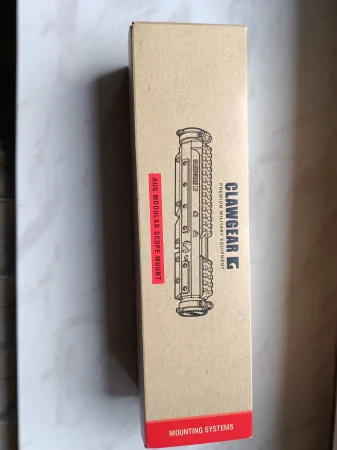 CLAWGEAR
PREMIUM MILITARY EQUIPMENT
AUG MODULAR SCOPE MOUNT
MOUNTING SYSTEMS